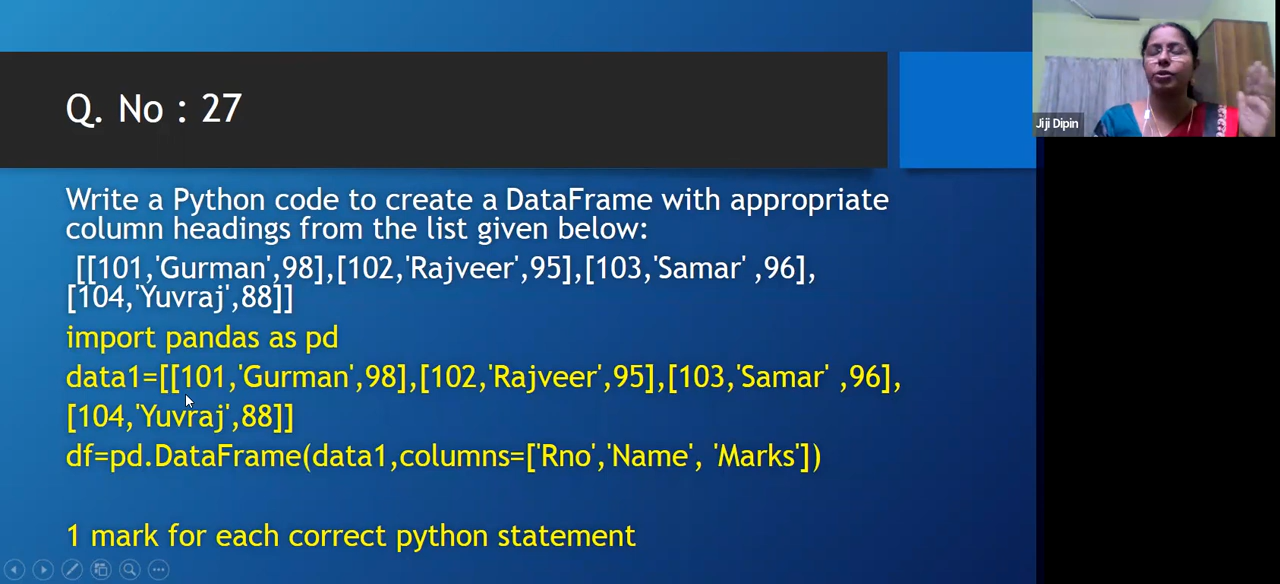 Q. No : 27
Jiji Dipin
Write a Python code to create a DataFrame with appropriate
column headings from the list given below:
[[101,'Gurman',98],[102,'Rajveer',95],[103,'Samar' ,96],
[104,'Yuvraj',88]]
import pandas as pd
data1=[[101,'Gurman',98],[102,'Rajveer',95],[103,'Samar' ,96],
[104,'Yuvraj',88]]
df=pd.DataFrame(data1,columns=['Rno','Name', 'Marks'])
1 mark for each correct python statement